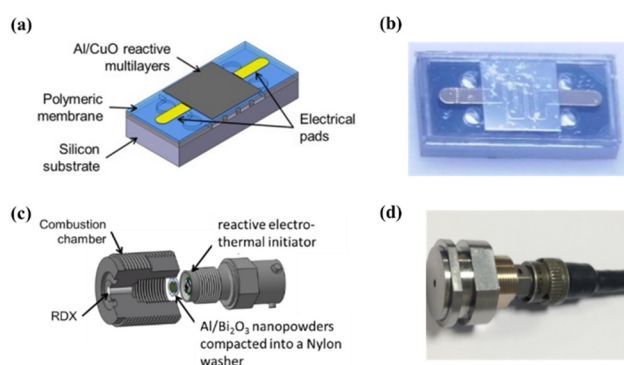 (a)
Al/CuO reactive
multilayers
Polymeric
membrane
Silicon
substrate
Electrical
pads
(b)
(c)
Combustion
chamber
reactive electro-
thermal initiator
RDX
Al/Bi₂O₃ nanopowders
compacted into a Nylon
washer
(d)